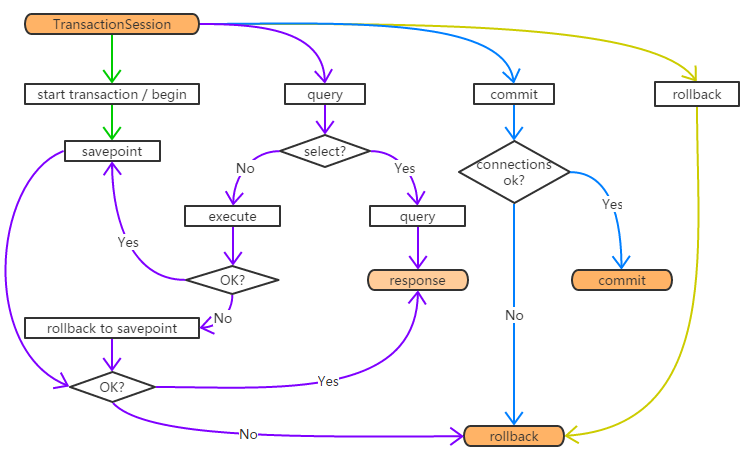 TransactionSession
start transaction / begin
query
commit
rollback
savepoint
select?
connections
ok?
No
Yes
Yes
execute
query
Yes
OK?
response
commit
No
No
rollback to savepoint
OK?
Yes
No
rollback